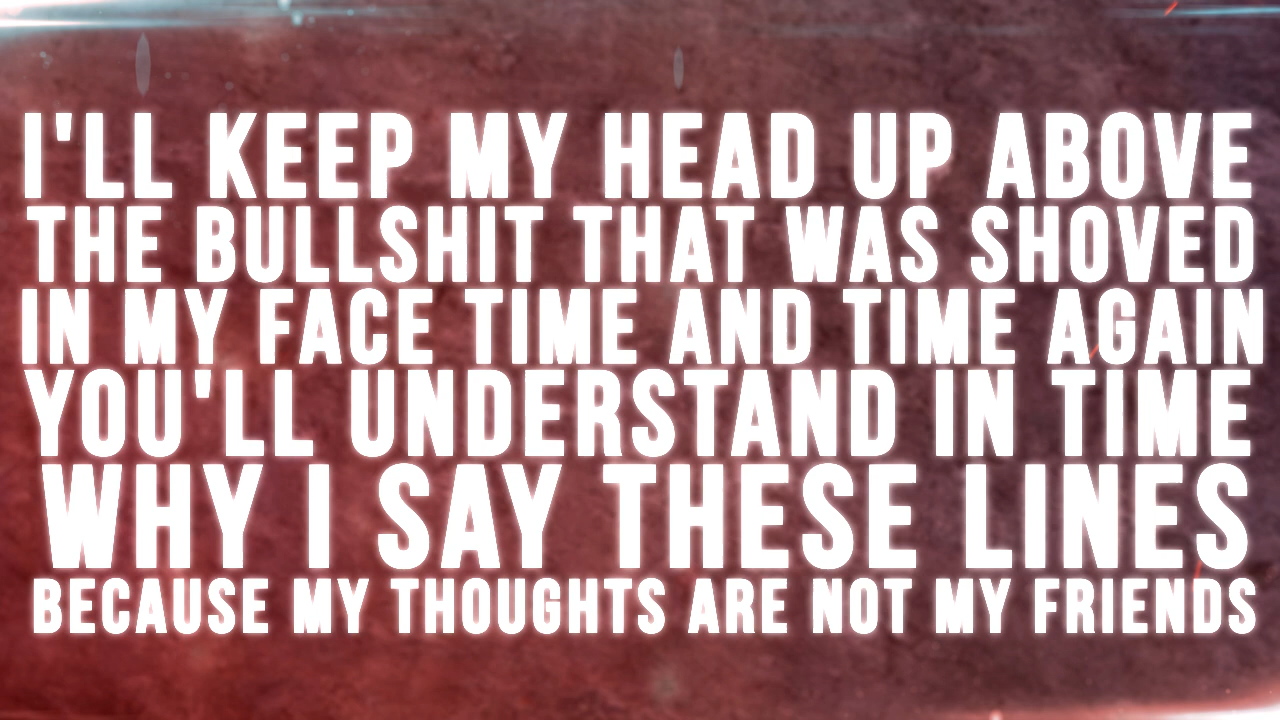 I'LL KEEP MY HEAD UP ABOVE
THE BULLSHIT THAT WAS SHOVED
IN MY FACE TIME AND TIME AGAIN
YOU'LL UNDERSTAND IN TIME
WHY I SAY THESE LINES
BECAUSE MY THOUGHTS ARE NOT MY FRIENDS